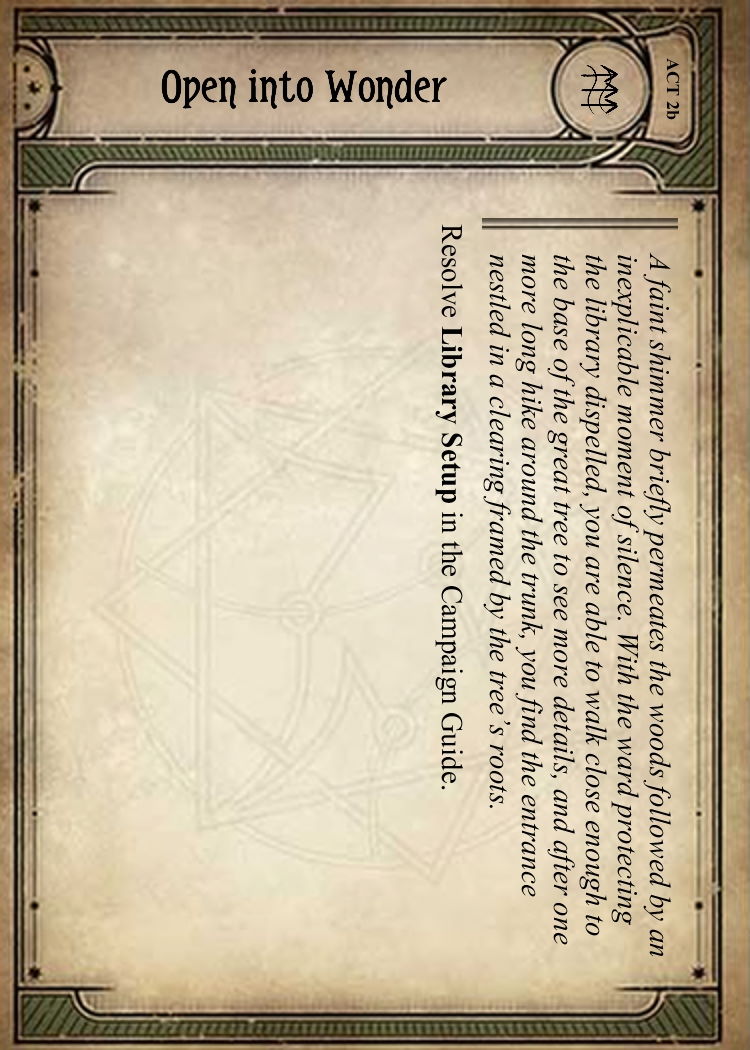 ACT 2b
Open into Wonder
A faint shimmer briefly permeates the woods followed by an
inexplicable moment of silence. With the ward protecting
the library dispelled, you are able to walk close enough to
the base of the great tree to see more details, and after one
more long hike around the trunk, you find the entrance
nestled in a clearing framed by the tree's roots.
Resolve Library Setup in the Campaign Guide.